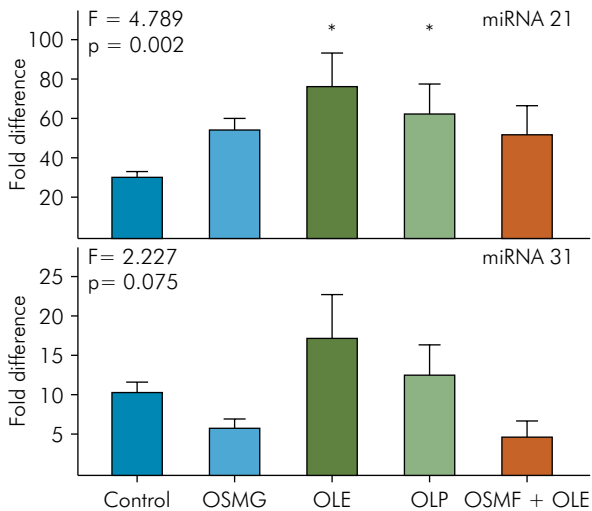 F = 4.789
p = 0.002
miRNA 21
* *
Fold difference
100
80
60
40
20
F= 2.227
p= 0.075
miRNA 31
Fold difference
25
20
15
10
5
Control OSMG OLE OLP OSMF + OLE